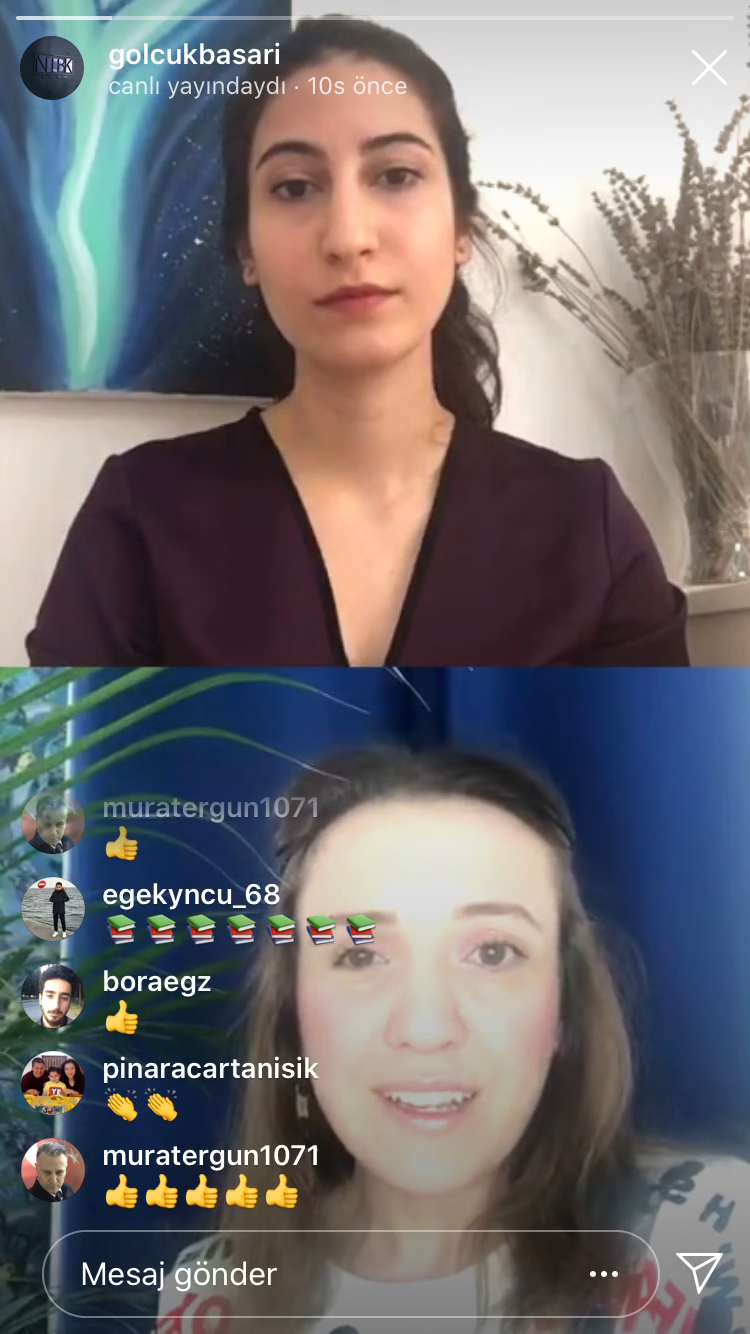 golcukbasari
canlı yayındaydı · 10s önce
muratergun1071
👍
egekyncu_68
📚📚📚📚📚📚📚
boraegz
👍
pinaracartanisik
👏👏
muratergun1071
👍👍👍👍👍
Mesaj gönder